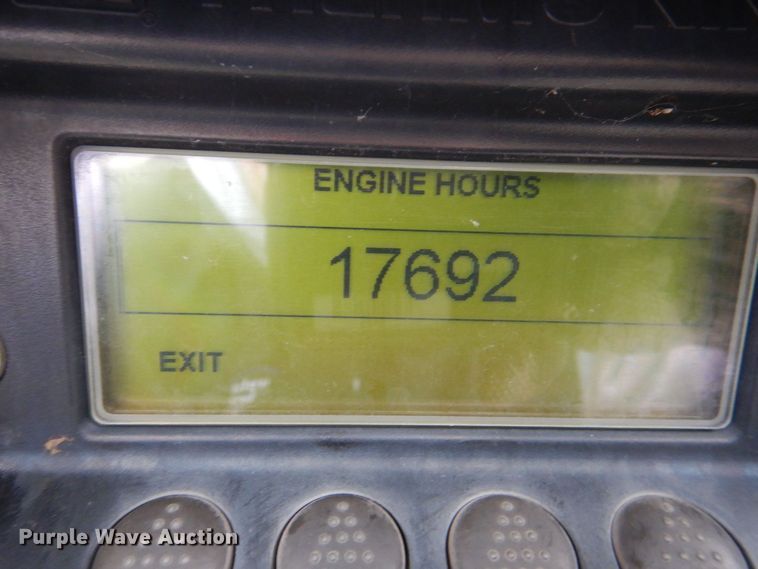 ENGINE HOURS
17692
EXIT
Purple Wave Auction